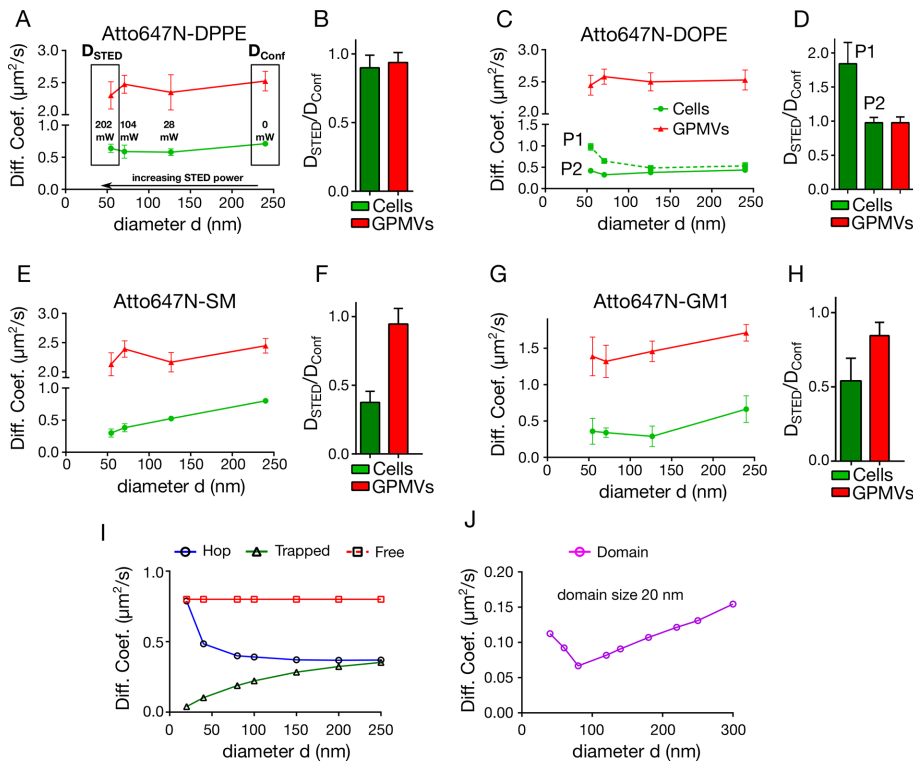 A
Atto647N-DPPE
Diff. Coef. (µm²/s)
3.0
2.5
2.0
1.0
0.5
0.0
D_STED
D_Conf
202 mW
104 mW
28 mW
0 mW
increasing STED power
0 50 100 150 200 250
diameter d (nm)
B
D_STED/D_Conf
1.0
0.5
0.0
Cells
GPMVs
C
Atto647N-DOPE
Diff. Coef. (µm²/s)
3.0
2.5
2.0
1.5
1.0
0.5
0.0
Cells
GPMVs
P1
P2
0 50 100 150 200 250
diameter d (nm)
D
D_STED/D_Conf
2.0
1.5
1.0
0.5
0.0
P1
P2
Cells
GPMVs
E
Atto647N-SM
Diff. Coef. (µm²/s)
3.0
2.5
2.0
1.0
0.5
0.0
0 50 100 150 200 250
diameter d (nm)
F
D_STED/D_Conf
1.0
0.5
0.0
Cells
GPMVs
G
Atto647N-GM1
Diff. Coef. (µm²/s)
1.5
1.0
0.5
0.0
0 50 100 150 200 250
diameter d (nm)
H
D_STED/D_Conf
1.0
0.5
0.0
Cells
GPMVs
I
Hop Trapped Free
Diff. Coef. (µm²/s)
1.0
0.5
0.0
0 50 100 150 200 250
diameter d (nm)
J
Domain
domain size 20 nm
Diff. Coef. (µm²/s)
0.20
0.15
0.10
0.05
0.00
0 100 200 300
diameter d (nm)